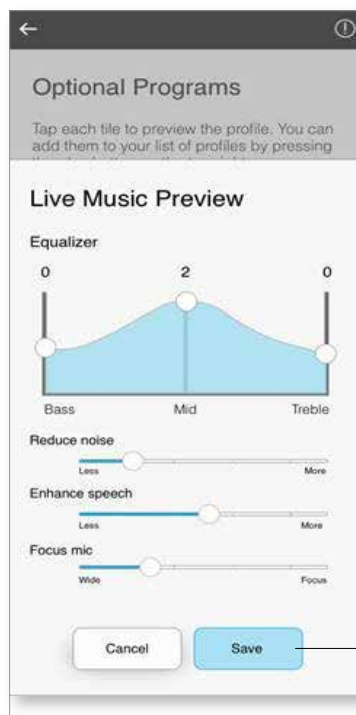 Optional Programs
Tap each tile to preview the profile. You can
add them to your list of profiles by pressing
Live Music Preview
Equalizer
0 2 0
Bass Mid Treble
Reduce noise
Less More
Enhance speech
Less More
Focus mic
Wide Focus
Cancel Save